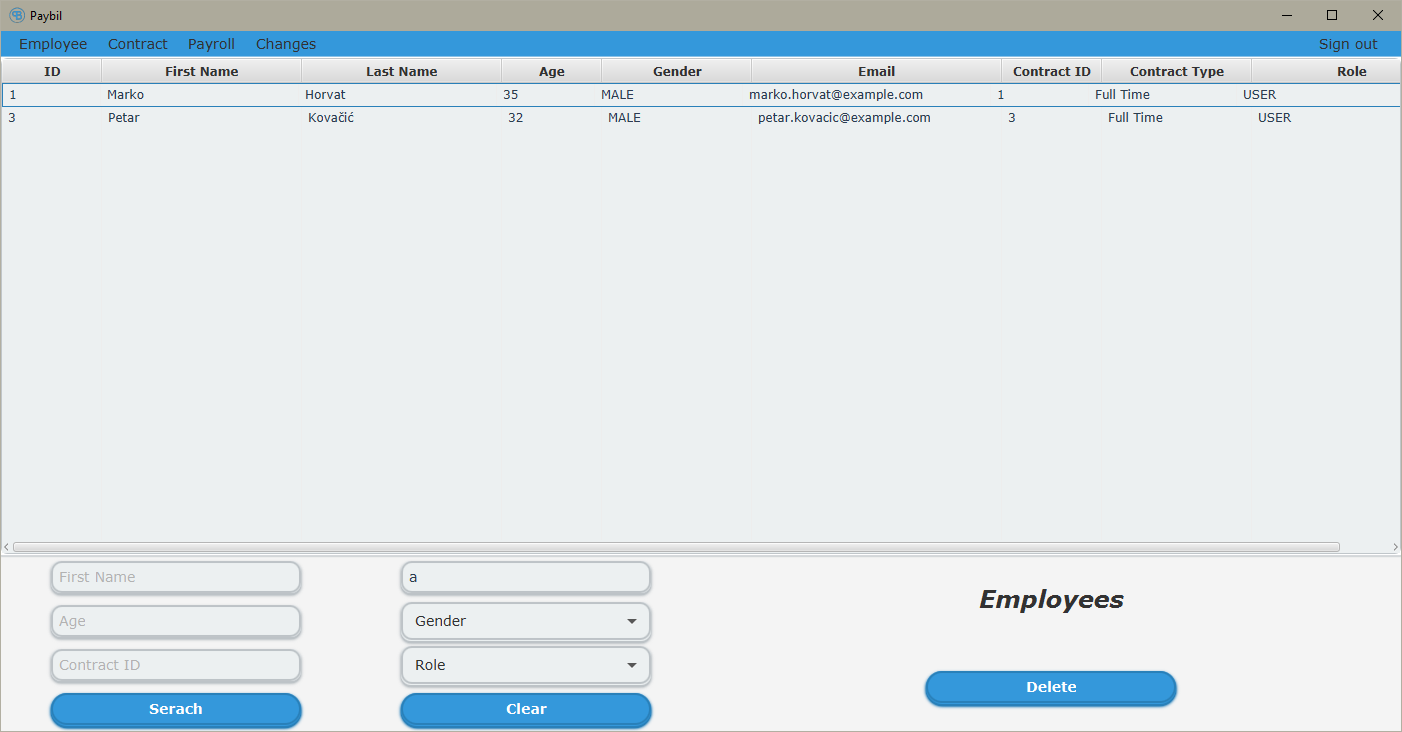 Paybil
Employee Contract Payroll Changes Sign out
ID First Name Last Name Age Gender Email Contract ID Contract Type Role
1 Marko Horvat 35 MALE marko.horvat@example.com 1 Full Time USER
3 Petar Kovačić 32 MALE petar.kovacic@example.com 3 Full Time USER
First Name a
Employees
Age Gender
Contract ID Role
Delete
Serach Clear